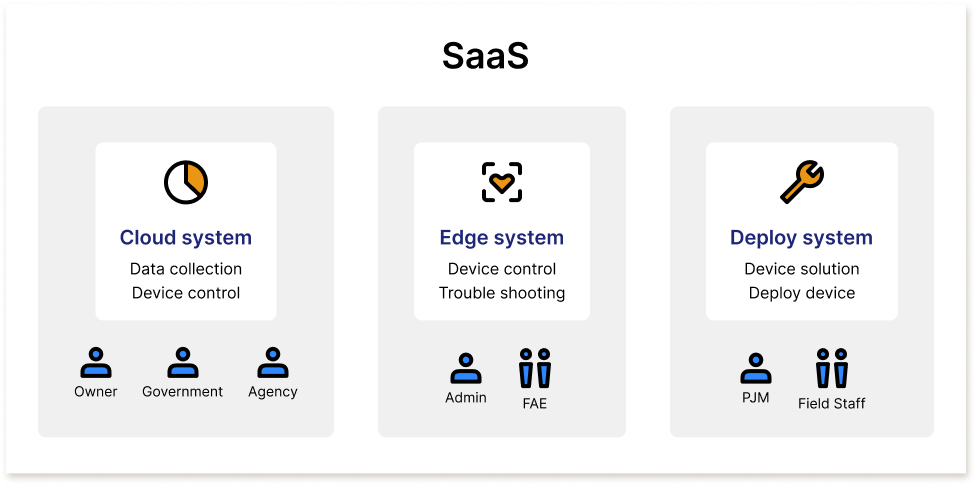 SaaS
Cloud system
Data collection
Device control
Owner
Government
Agency
Edge system
Device control
Trouble shooting
Admin
FAE
Deploy system
Device solution
Deploy device
PJM
Field Staff